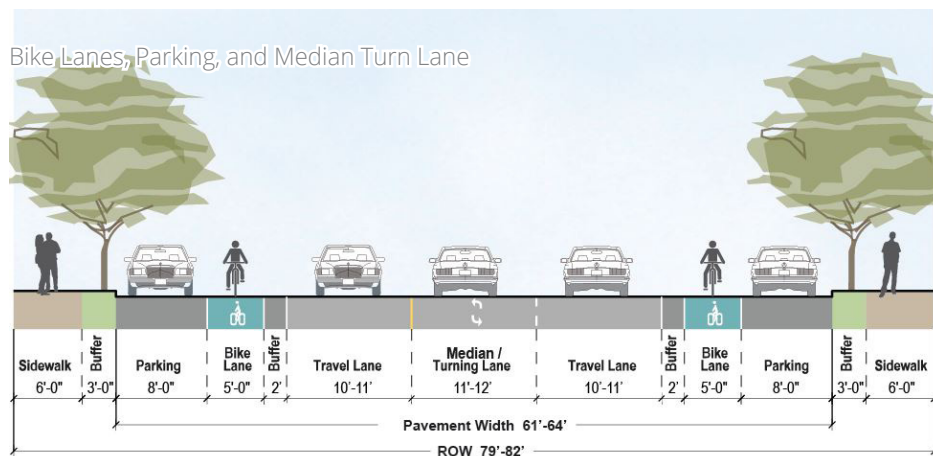 Bike Lanes, Parking, and Median Turn Lane
Sidewalk
6'-0"
Buffer
3'-0"
Parking
8'-0"
Bike
Lane
5'-0"
Buffer
2'
Travel Lane
10'-11'
Median /
Turning Lane
11'-12'
Travel Lane
10'-11'
Buffer
2'
Bike
Lane
5'-0"
Parking
8'-0"
Buffer
3'-0"
Sidewalk
6'-0"
Pavement Width 61'-64'
ROW 79'-82'